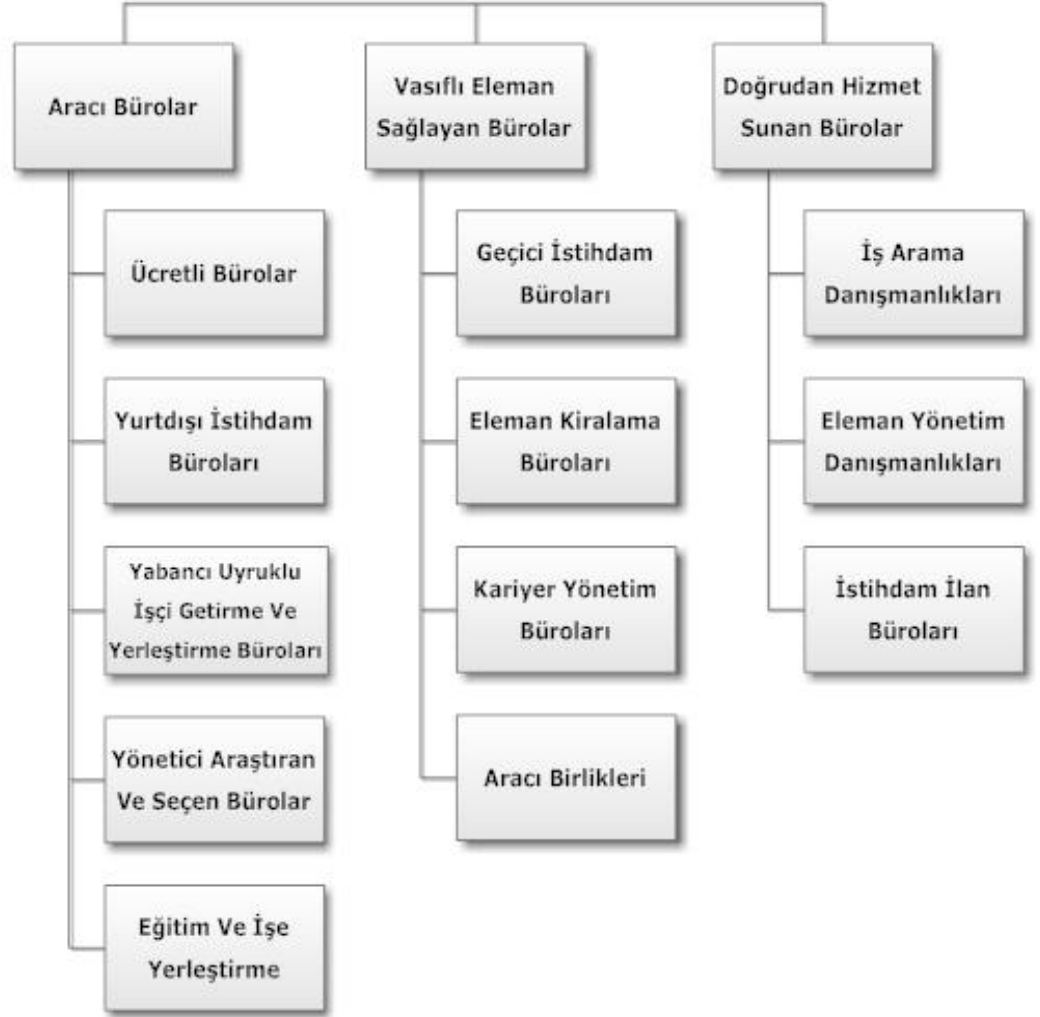 Aracı Bürolar
Vasıflı Eleman
Sağlayan Bürolar
Doğrudan Hizmet
Sunan Bürolar
Ücretli Bürolar
Yurtdışı İstihdam
Büroları
Yabancı Uyruklu
İşçi Getirme Ve
Yerleştirme Büroları
Yönetici Araştıran
Ve Seçen Bürolar
Eğitim Ve İşe
Yerleştirme
Geçici İstihdam
Büroları
Eleman Kiralama
Büroları
Kariyer Yönetim
Büroları
Aracı Birlikleri
İş Arama
Danışmanlıkları
Eleman Yönetim
Danışmanlıkları
İstihdam İlan
Büroları